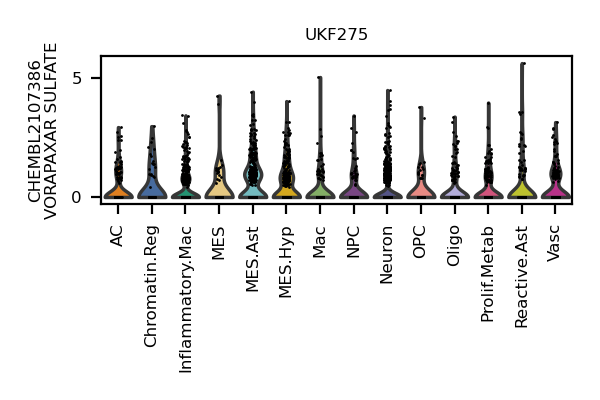 UKF275
CHEMBL2107386
VORAPAXAR SULFATE
5
0
AC
Chromatin.Reg
Inflammatory.Mac
MES
MES.Ast
MES.Hyp
Mac
NPC
Neuron
OPC
Oligo
Prolif.Metab
Reactive.Ast
Vasc